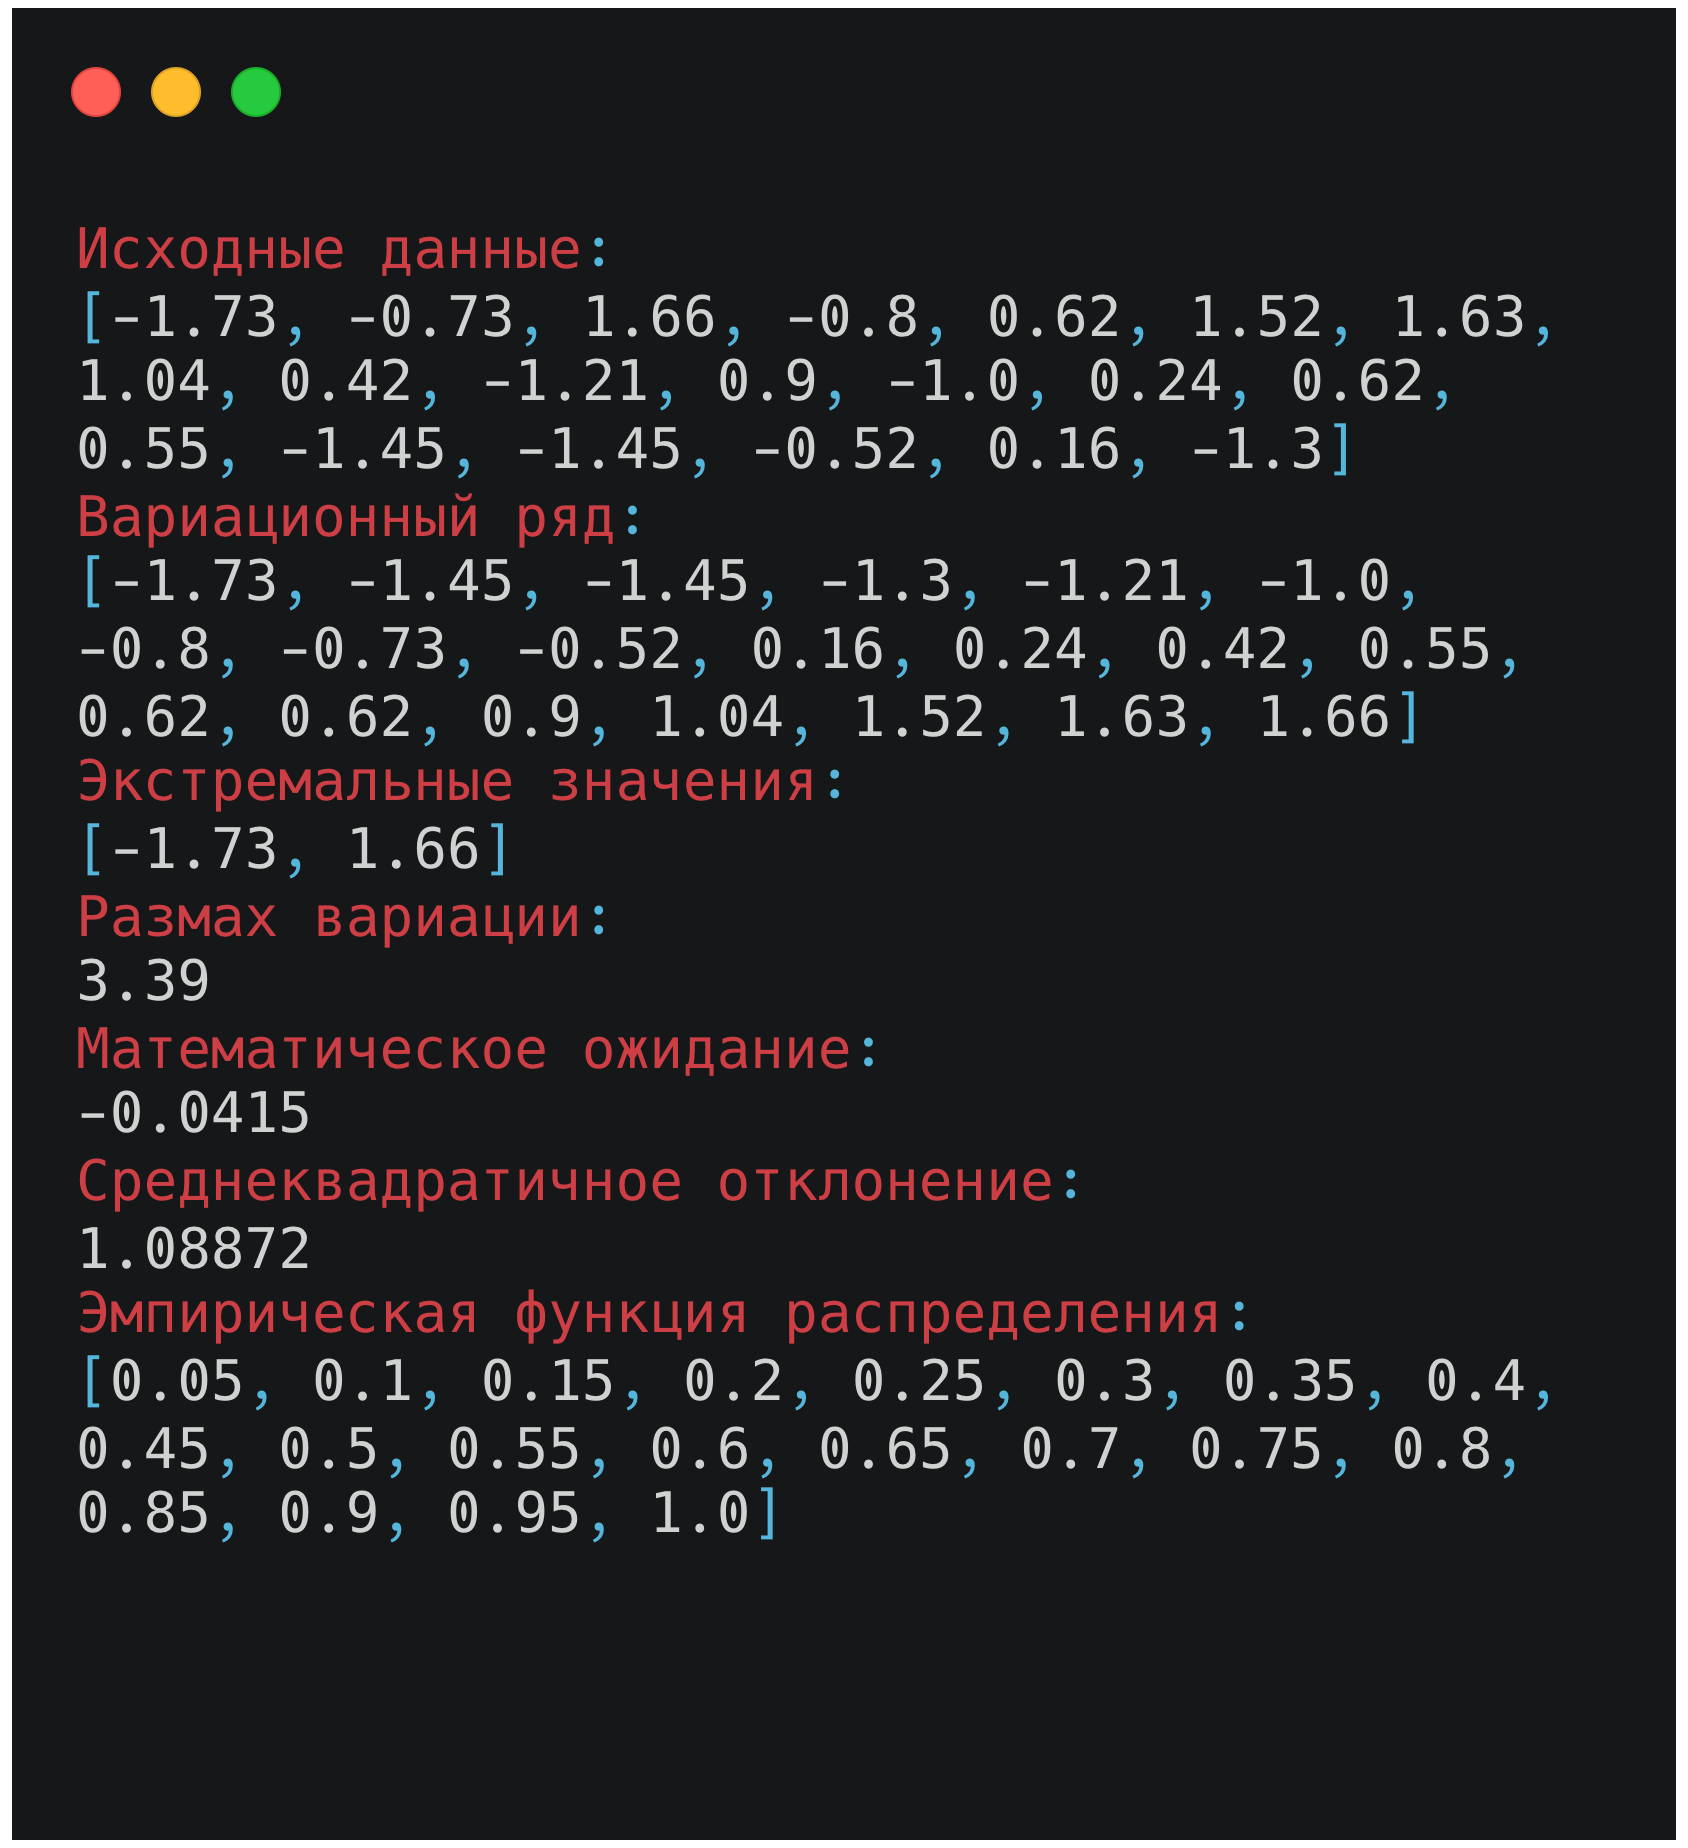 Исходные данные:
[-1.73, -0.73, 1.66, -0.8, 0.62, 1.52, 1.63,
1.04, 0.42, -1.21, 0.9, -1.0, 0.24, 0.62,
0.55, -1.45, -1.45, -0.52, 0.16, -1.3]
Вариационный ряд:
[-1.73, -1.45, -1.45, -1.3, -1.21, -1.0,
-0.8, -0.73, -0.52, 0.16, 0.24, 0.42, 0.55,
0.62, 0.62, 0.9, 1.04, 1.52, 1.63, 1.66]
Экстремальные значения:
[-1.73, 1.66]
Размах вариации:
3.39
Математическое ожидание:
-0.0415
Среднеквадратичное отклонение:
1.08872
Эмпирическая функция распределения:
[0.05, 0.1, 0.15, 0.2, 0.25, 0.3, 0.35, 0.4,
0.45, 0.5, 0.55, 0.6, 0.65, 0.7, 0.75, 0.8,
0.85, 0.9, 0.95, 1.0]